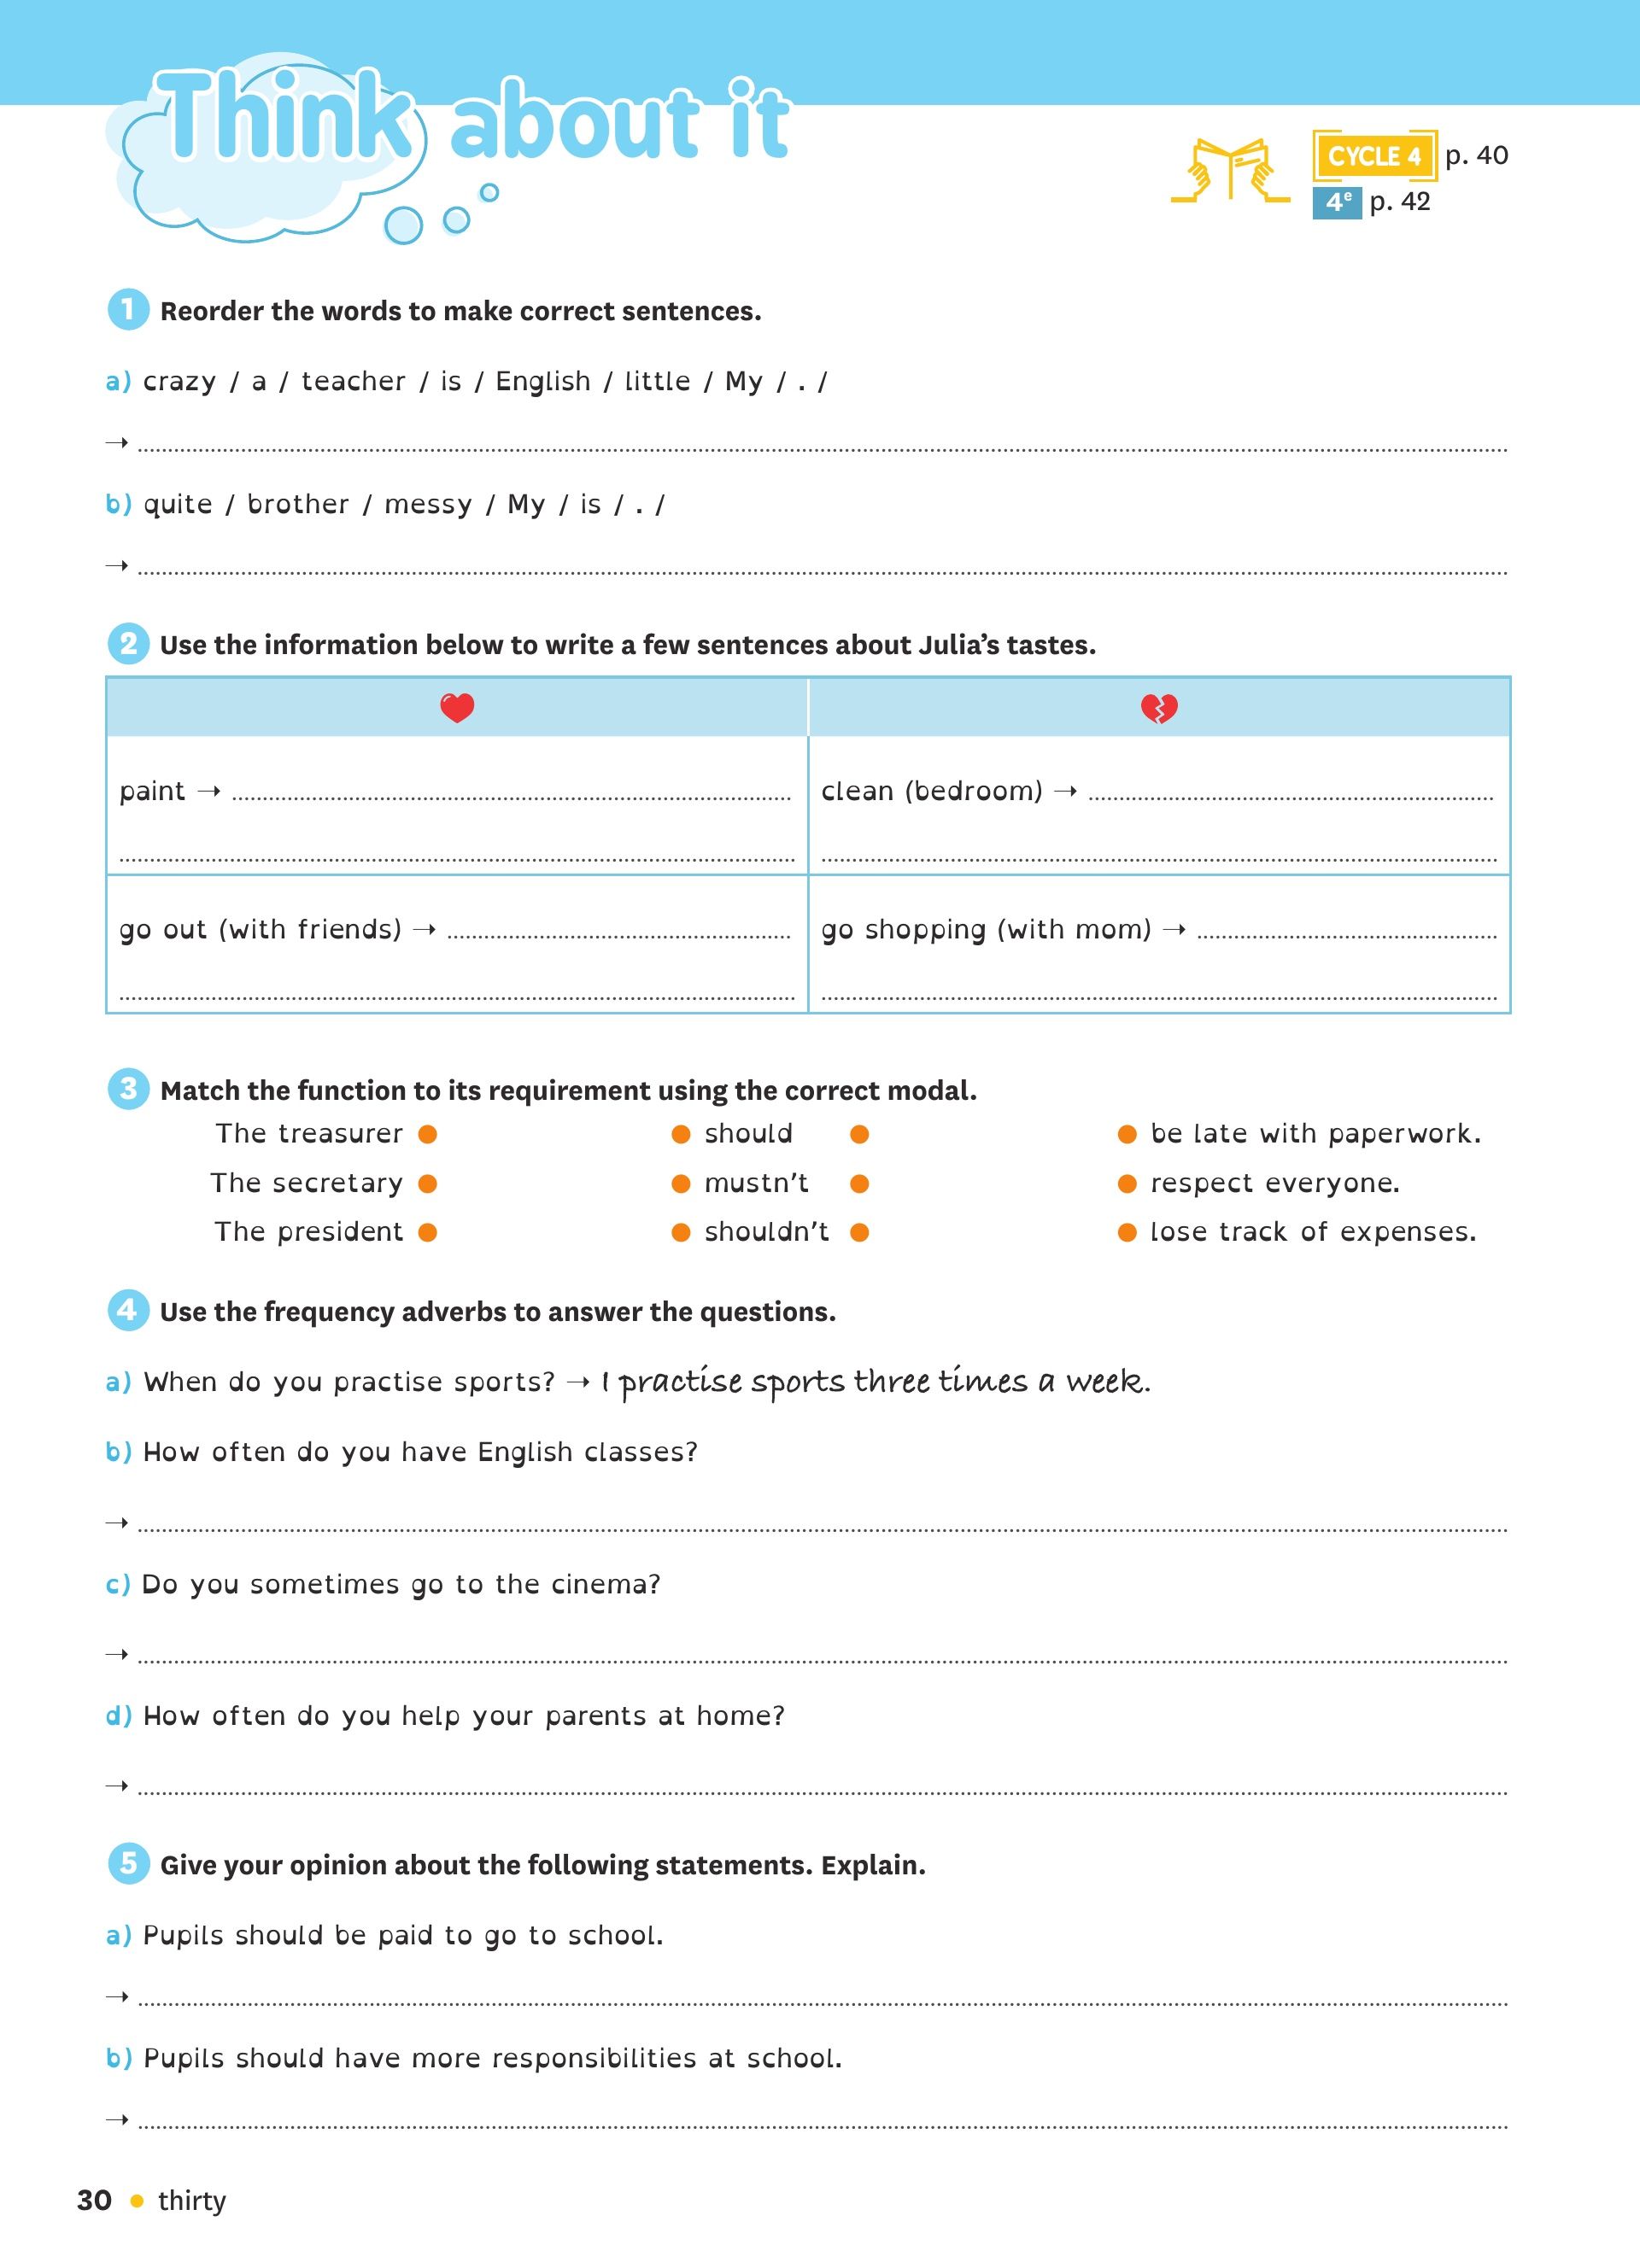 Think about it
CYCLE 4 p. 40
4e p. 42
1 Reorder the words to make correct sentences.
a) crazy / a / teacher / is / English / little / My / . /
→
b) quite / brother / messy / My / is / . /
→
2 Use the information below to write a few sentences about Julia's tastes.
paint →
clean (bedroom) →
go out (with friends) →
go shopping (with mom) →
3 Match the function to its requirement using the correct modal.
The treasurer ● ● should ● ● be late with paperwork.
The secretary ● ● mustn't ● ● respect everyone.
The president ● ● shouldn't ● ● lose track of expenses.
4 Use the frequency adverbs to answer the questions.
a) When do you practise sports? → I practise sports three times a week.
b) How often do you have English classes?
→
c) Do you sometimes go to the cinema?
→
d) How often do you help your parents at home?
→
5 Give your opinion about the following statements. Explain.
a) Pupils should be paid to go to school.
→
b) Pupils should have more responsibilities at school.
→
30 ● thirty